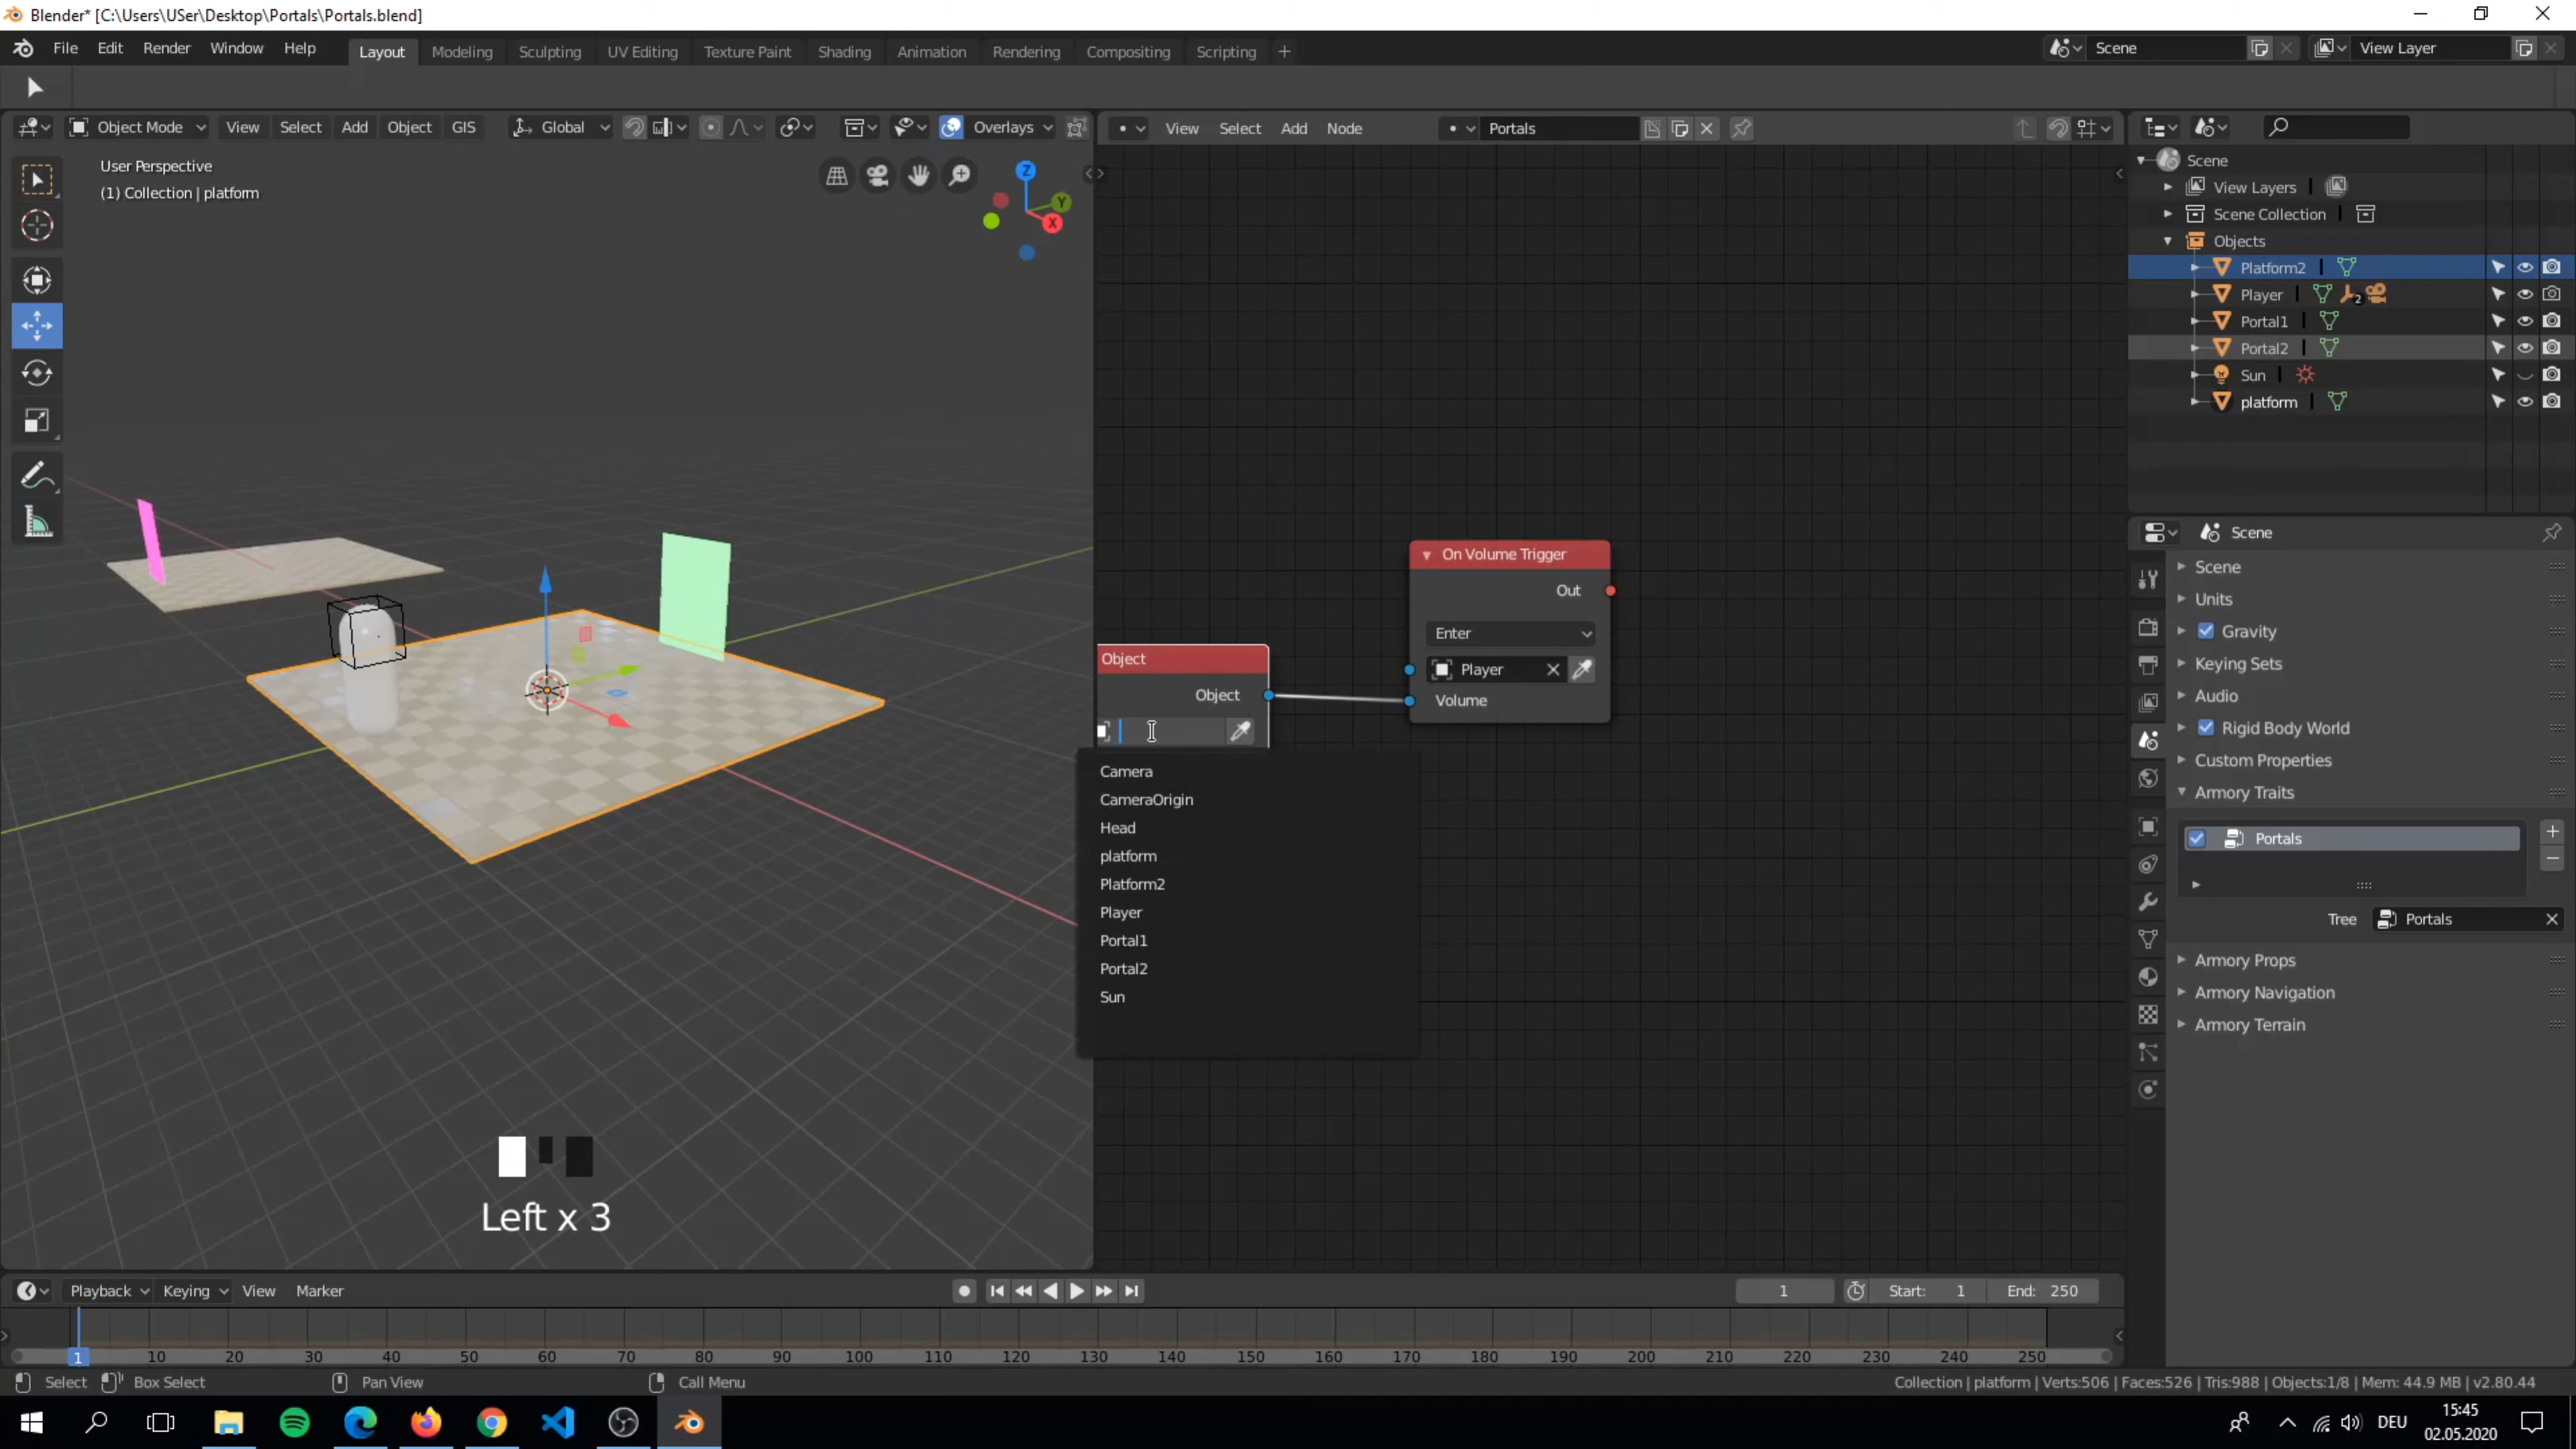 Blender* [C:\Users\USer\Desktop\Portals\Portals.blend]
File Edit Render Window Help Layout Modeling Sculpting UV Editing Texture Paint Shading Animation Rendering Compositing Scripting + Scene View Layer
Object Mode View Select Add Object GIS Global Overlays View Select Add Node Portals
User Perspective
(1) Collection | platform
Z
Y
X
Scene
View Layers
Scene Collection
Objects
Platform2
Player 2
Portal1
Portal2
Sun
platform
On Volume Trigger
Out
Enter
Player
Volume
Object
Object
Camera
CameraOrigin
Head
platform
Platform2
Player
Portal1
Portal2
Sun
Scene
Scene
Units
Gravity
Keying Sets
Audio
Rigid Body World
Custom Properties
Armory Traits
Portals
Tree Portals
Armory Props
Armory Navigation
Armory Terrain
Left x 3
Playback Keying View Marker 1 Start: 1 End: 250
1 10 20 30 40 50 60 70 80 90 100 110 120 130 140 150 160 170 180 190 200 210 220 230 240 250
Select Box Select Pan View Call Menu Collection | platform | Verts:506 | Faces:526 | Tris:988 | Objects:1/8 | Mem: 44.9 MB | v2.80.44
DEU
15:45
02.05.2020